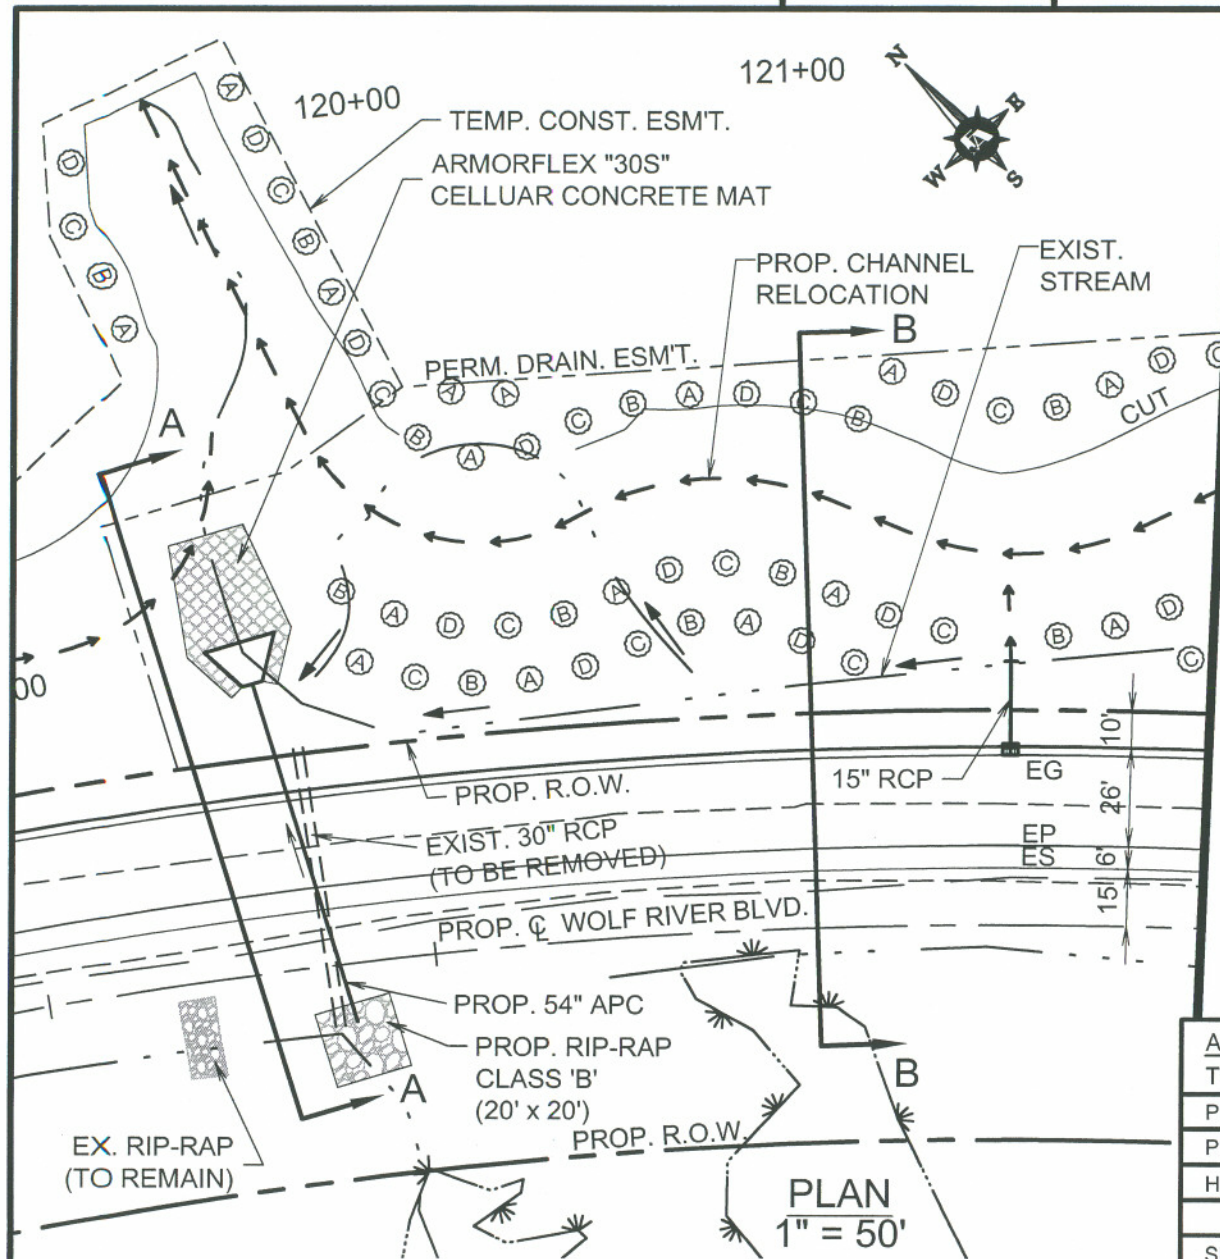 120+00
121+00
N
E
W
S
TEMP. CONST. ESM'T.
ARMORFLEX "30S"
CELLUAR CONCRETE MAT
PROP. CHANNEL
RELOCATION
EXIST.
STREAM
B
A
PERM. DRAIN. ESM'T.
CUT
A
D
C
B
A
D
C
D
C
B
A
B
A
A
A
D
C
B
A
D
C
B
A
D
C
B
A
D
C
B
A
D
C
B
A
D
C
B
A
D
C
B
A
D
A
C
B
A
D
C
B
A
D
C
C
00
10'
15" RCP
EG
PROP. R.O.W.
26'
EXIST. 30" RCP
(TO BE REMOVED)
EP
ES
6'
15'
PROP. ℄ WOLF RIVER BLVD.
PROP. 54" APC
PROP. RIP-RAP
CLASS 'B'
(20' x 20')
A
B
EX. RIP-RAP
(TO REMAIN)
PROP. R.O.W.
PLAN
1" = 50'
A
T
P
P
H
S